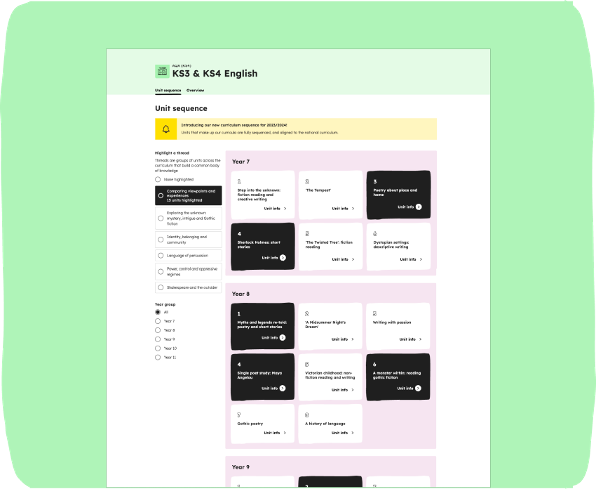 KS3 & KS4 English
Unit sequence
Overview
Unit sequence
Introducing our new curriculum sequence for 2023/2024!
Units that make up our curricula are fully sequenced, and aligned to the national curriculum.
Highlight a thread
Threads are groups of units across the
curriculum that build a common body
of knowledge
None highlighted
Comparing viewpoints and
experiences
15 units highlighted
Exploring the unknown:
mystery, intrigue and Gothic
fiction
Identity, belonging and
community
Language of persuasion
Power, control and oppressive
regimes
Shakespeare and the outsider
Year group
All
Year 7
Year 8
Year 9
Year 10
Year 11
Year 7
1
Step into the unknown:
fiction reading and
creative writing
Unit info
2
'The Tempest'
Unit info
3
Poetry about place and
home
Unit info
4
Sherlock Holmes: short
stories
Unit info
5
'The Twisted Tree': fiction
reading
Unit info
6
Dystopian settings:
descriptive writing
Unit info
Year 8
1
Myths and legends re-told:
poetry and short stories
Unit info
2
'A Midsummer Night's
Dream'
Unit info
3
Writing with passion
Unit info
4
Single poet study: Maya
Angelou
Unit info
5
Victorian childhood: non-
fiction reading and writing
Unit info
6
A monster within: reading
gothic fiction
Unit info
7
Gothic poetry
Unit info
8
A history of language
Unit info
Year 9